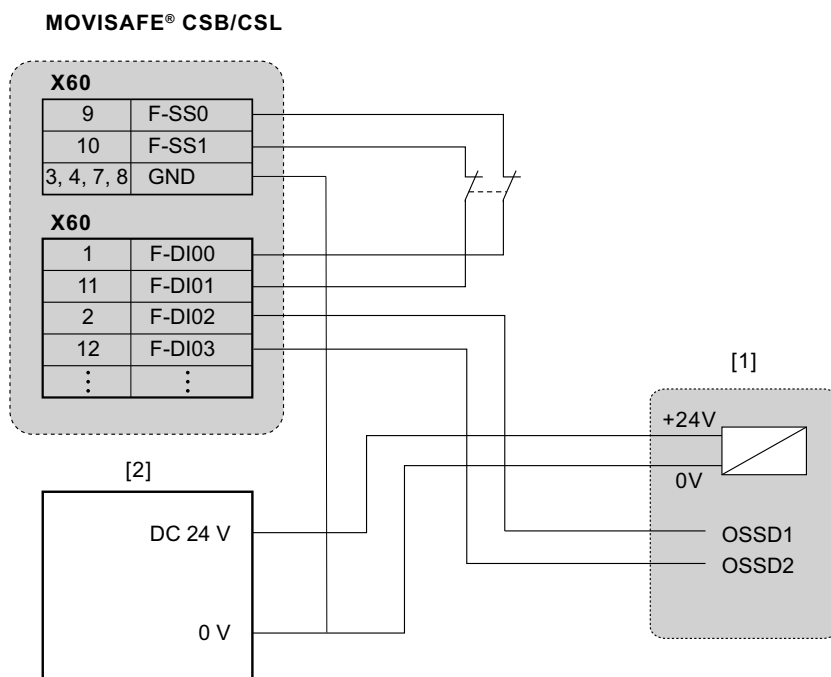 MOVISAFE® CSB/CSL
X60
9 F-SS0
10 F-SS1
3, 4, 7, 8 GND
X60
1 F-DI00
11 F-DI01
2 F-DI02
12 F-DI03
[1]
+24V
0V
OSSD1
OSSD2
[2]
DC 24 V
0 V